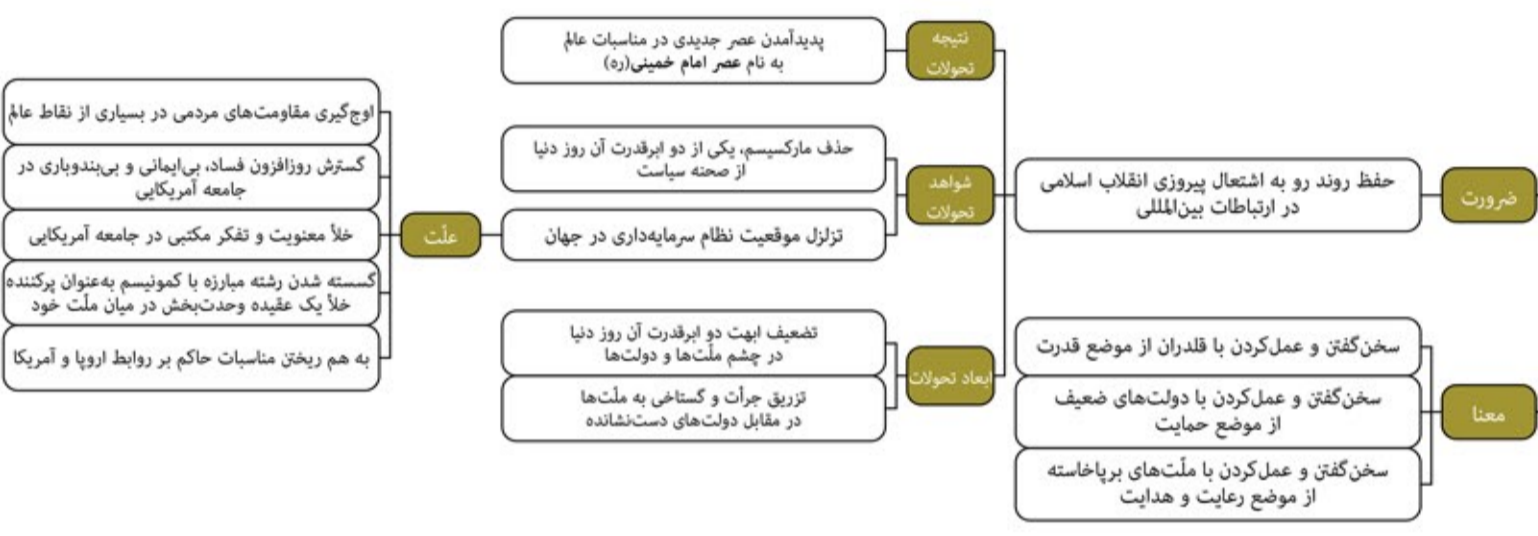 ضرورت
حفظ روند رو به اشتعال پیروزی انقلاب اسلامی
در ارتباطات بین‌المللی
نتیجه
تحولات
پدیدآمدن عصر جدیدی در مناسبات عالم
به نام عصر امام خمینی(ره)
شواهد
تحولات
حذف مارکسیسم، یکی از دو ابرقدرت آن روز دنیا
از صحنه سیاست
تزلزل موقعیت نظام سرمایه‌داری در جهان
علّت
اوج‌گیری مقاومت‌های مردمی در بسیاری از نقاط عالم
گسترش روزافزون فساد، بی‌ایمانی و بی‌بندوباری در
جامعه آمریکایی
خلأ معنویت و تفکر مکتبی در جامعه آمریکایی
گسسته شدن رشته مبارزه با کمونیسم به‌عنوان پرکننده
خلأ یک عقیده وحدت‌بخش در میان ملّت خود
به هم ریختن مناسبات حاکم بر روابط اروپا و آمریکا
ابعاد تحولات
تضعیف ابهت دو ابرقدرت آن روز دنیا
در چشم ملّت‌ها و دولت‌ها
تزریق جرأت و گستاخی به ملّت‌ها
در مقابل دولت‌های دست‌نشانده
معنا
سخن‌گفتن و عمل‌کردن با قلدران از موضع قدرت
سخن‌گفتن و عمل‌کردن با دولت‌های ضعیف
از موضع حمایت
سخن‌گفتن و عمل‌کردن با ملّت‌های برپاخاسته
از موضع رعایت و هدایت